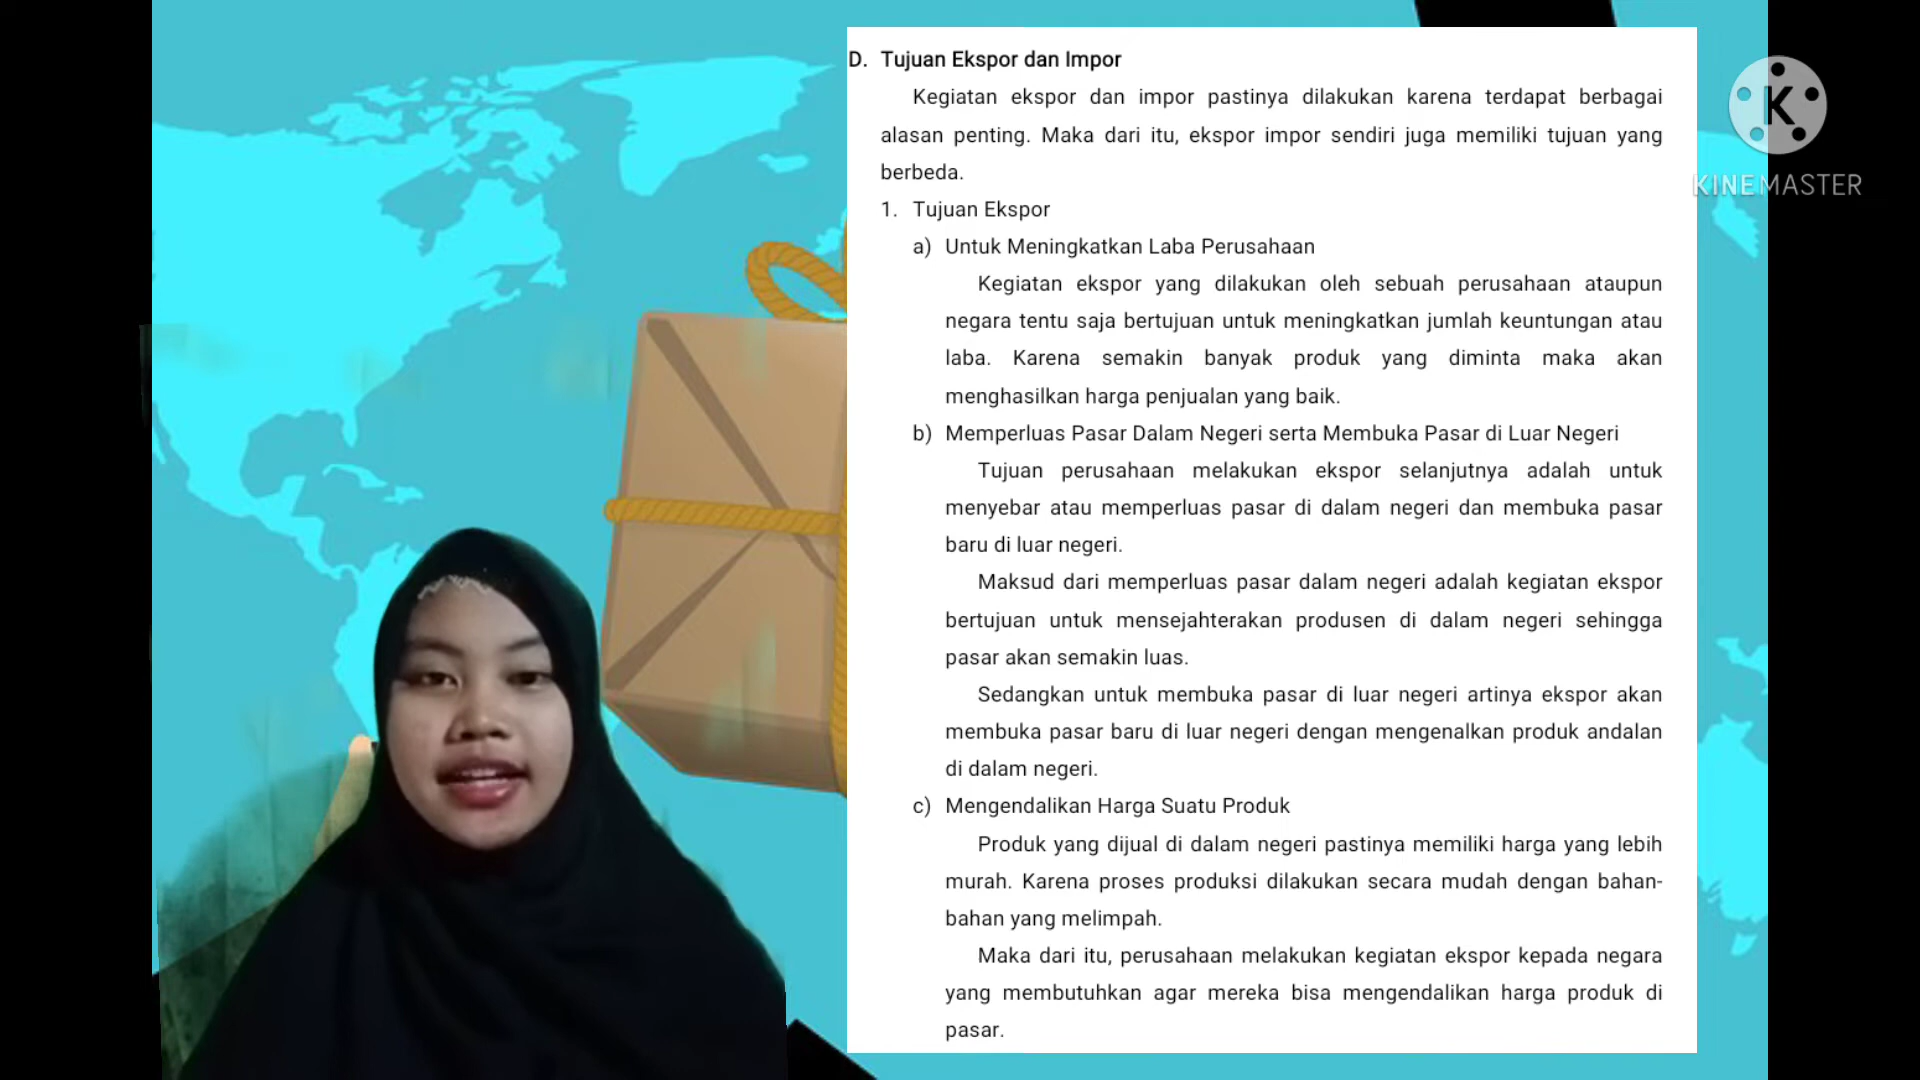 D. Tujuan Ekspor dan Impor
Kegiatan ekspor dan impor pastinya dilakukan karena terdapat berbagai
alasan penting. Maka dari itu, ekspor impor sendiri juga memiliki tujuan yang
berbeda.
1. Tujuan Ekspor
a) Untuk Meningkatkan Laba Perusahaan
Kegiatan ekspor yang dilakukan oleh sebuah perusahaan ataupun
negara tentu saja bertujuan untuk meningkatkan jumlah keuntungan atau
laba. Karena semakin banyak produk yang diminta maka akan
menghasilkan harga penjualan yang baik.
b) Memperluas Pasar Dalam Negeri serta Membuka Pasar di Luar Negeri
Tujuan perusahaan melakukan ekspor selanjutnya adalah untuk
menyebar atau memperluas pasar di dalam negeri dan membuka pasar
baru di luar negeri.
Maksud dari memperluas pasar dalam negeri adalah kegiatan ekspor
bertujuan untuk mensejahterakan produsen di dalam negeri sehingga
pasar akan semakin luas.
Sedangkan untuk membuka pasar di luar negeri artinya ekspor akan
membuka pasar baru di luar negeri dengan mengenalkan produk andalan
di dalam negeri.
c) Mengendalikan Harga Suatu Produk
Produk yang dijual di dalam negeri pastinya memiliki harga yang lebih
murah. Karena proses produksi dilakukan secara mudah dengan bahan-
bahan yang melimpah.
Maka dari itu, perusahaan melakukan kegiatan ekspor kepada negara
yang membutuhkan agar mereka bisa mengendalikan harga produk di
pasar.
K
KINEMASTER